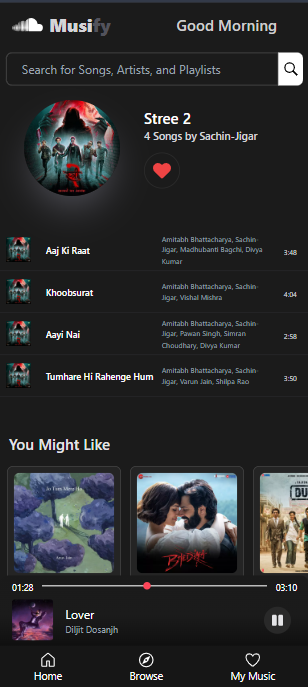 Musify
Good Morning
Search for Songs, Artists, and Playlists
Stree 2
4 Songs by Sachin-Jigar
Aaj Ki Raat
Amitabh Bhattacharya, Sachin-
Jigar, Madhubanti Bagchi, Divya
Kumar
3:48
Khoobsurat
Amitabh Bhattacharya, Sachin-
Jigar, Vishal Mishra
4:04
Aayi Nai
Amitabh Bhattacharya, Sachin-
Jigar, Pawan Singh, Simran
Choudhary, Divya Kumar
2:58
Tumhare Hi Rahenge Hum
Amitabh Bhattacharya, Sachin-
Jigar, Varun Jain, Shilpa Rao
3:50
You Might Like
BHEDIYA
DU
01:28
03:10
Lover
Diljit Dosanjh
Home
Browse
My Music